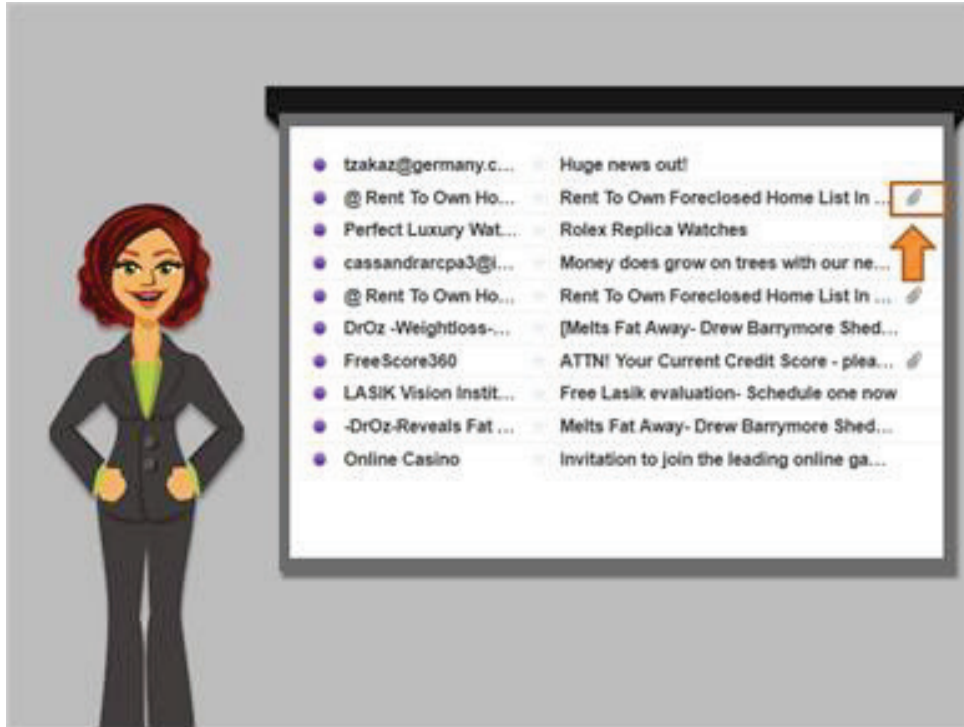 tzakaz@germany.c... Huge news out!
@ Rent To Own Ho... Rent To Own Foreclosed Home List In ...
Perfect Luxury Wat... Rolex Replica Watches
cassandrarcpa3@i... Money does grow on trees with our ne...
@ Rent To Own Ho... Rent To Own Foreclosed Home List In ...
DrOz -Weightloss-... [Melts Fat Away- Drew Barrymore Shed...
FreeScore360 ATTN! Your Current Credit Score - plea...
LASIK Vision Instit... Free Lasik evaluation- Schedule one now
-DrOz-Reveals Fat ... Melts Fat Away- Drew Barrymore Shed...
Online Casino Invitation to join the leading online ga...